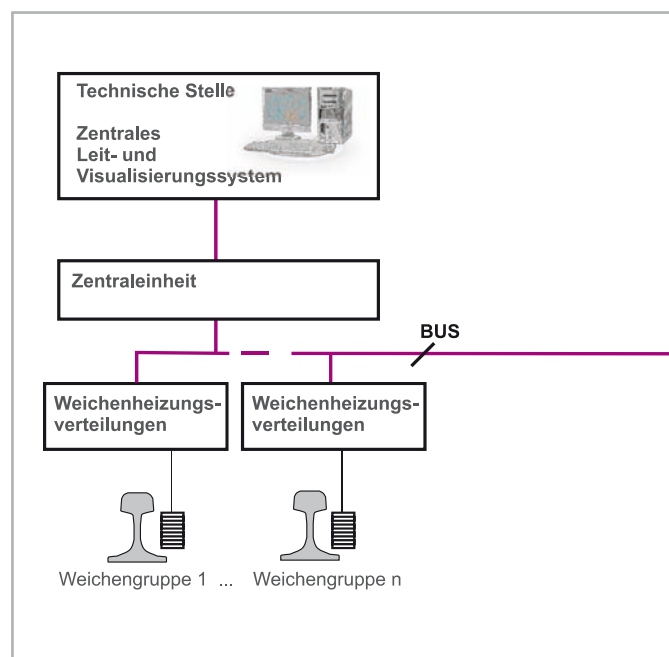 Technische Stelle
Zentrales
Leit- und
Visualisierungssystem
Zentraleinheit
BUS
Weichenheizungs-
verteilungen
Weichenheizungs-
verteilungen
Weichengruppe 1 ... Weichengruppe n